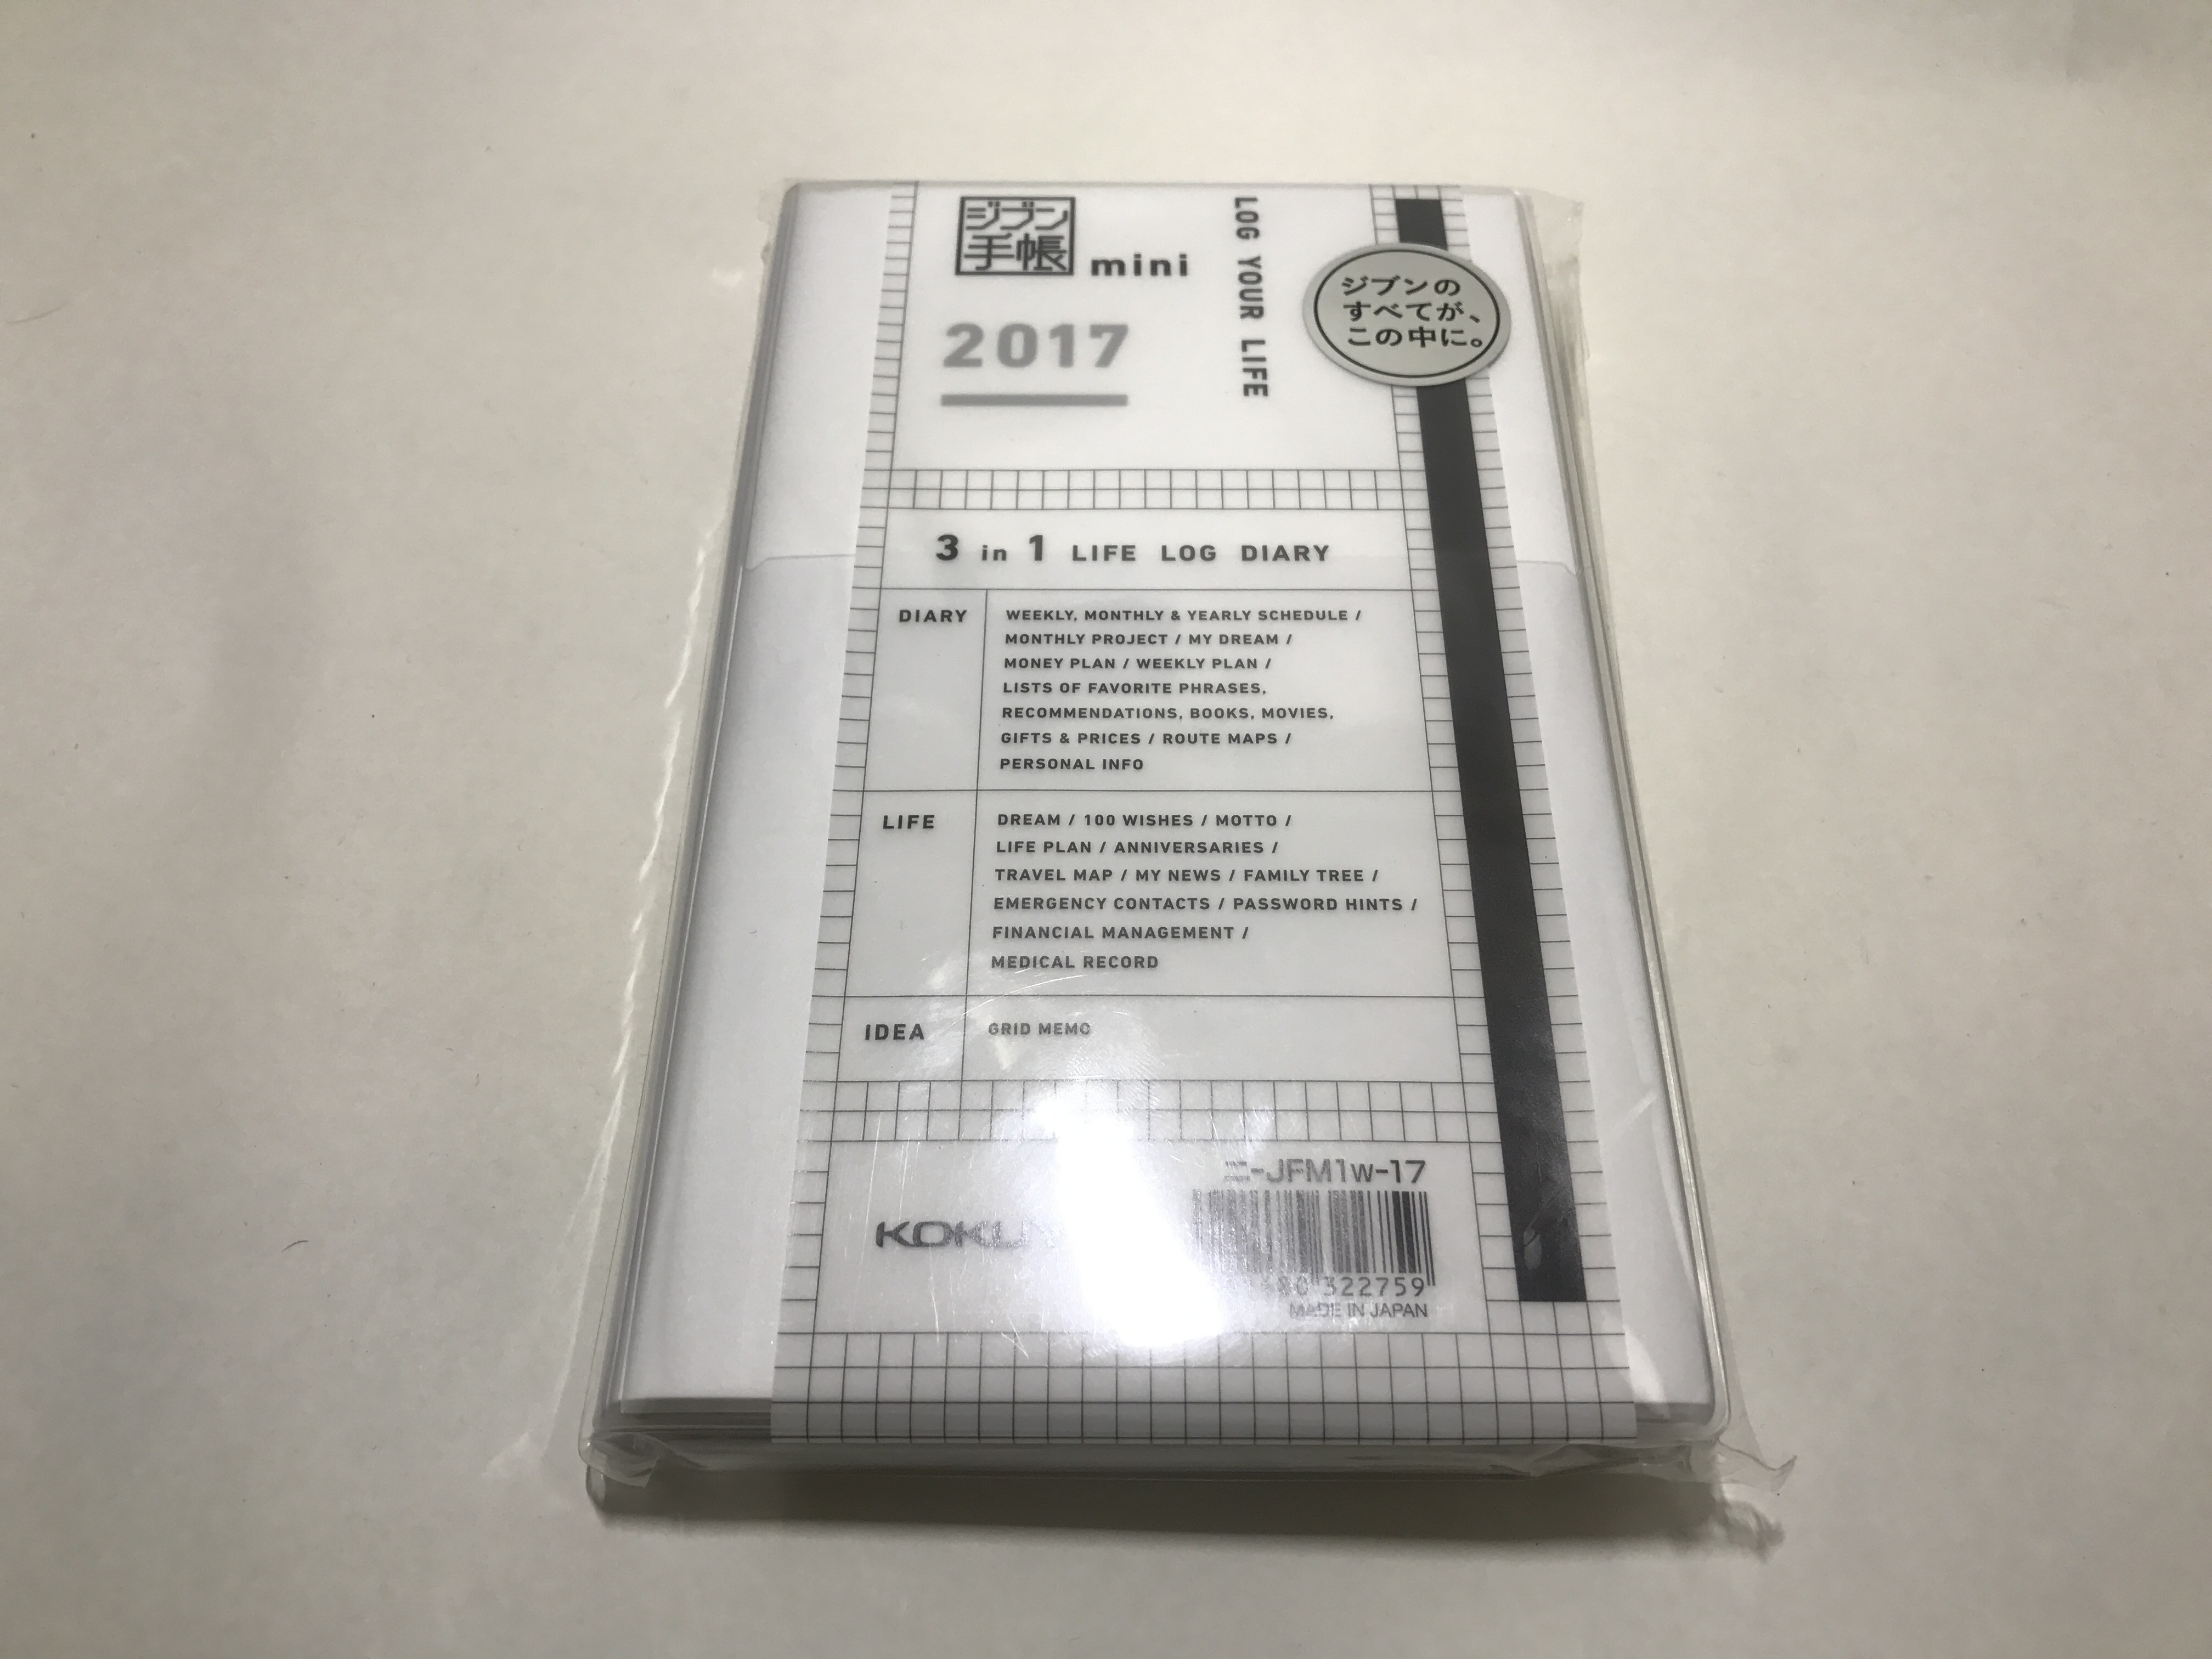 ジブン
手帳 mini
2017
LOG YOUR LIFE
ジブンの
すべてが、
この中に。
3 in 1 LIFE LOG DIARY
DIARY
WEEKLY, MONTHLY & YEARLY SCHEDULE /
MONTHLY PROJECT / MY DREAM /
MONEY PLAN / WEEKLY PLAN /
LISTS OF FAVORITE PHRASES,
RECOMMENDATIONS, BOOKS, MOVIES,
GIFTS & PRICES / ROUTE MAPS /
PERSONAL INFO
LIFE
DREAM / 100 WISHES / MOTTO /
LIFE PLAN / ANNIVERSARIES /
TRAVEL MAP / MY NEWS / FAMILY TREE /
EMERGENCY CONTACTS / PASSWORD HINTS /
FINANCIAL MANAGEMENT /
MEDICAL RECORD
IDEA
GRID MEMO
ニ-JFM1W-17
322759
MADE IN JAPAN